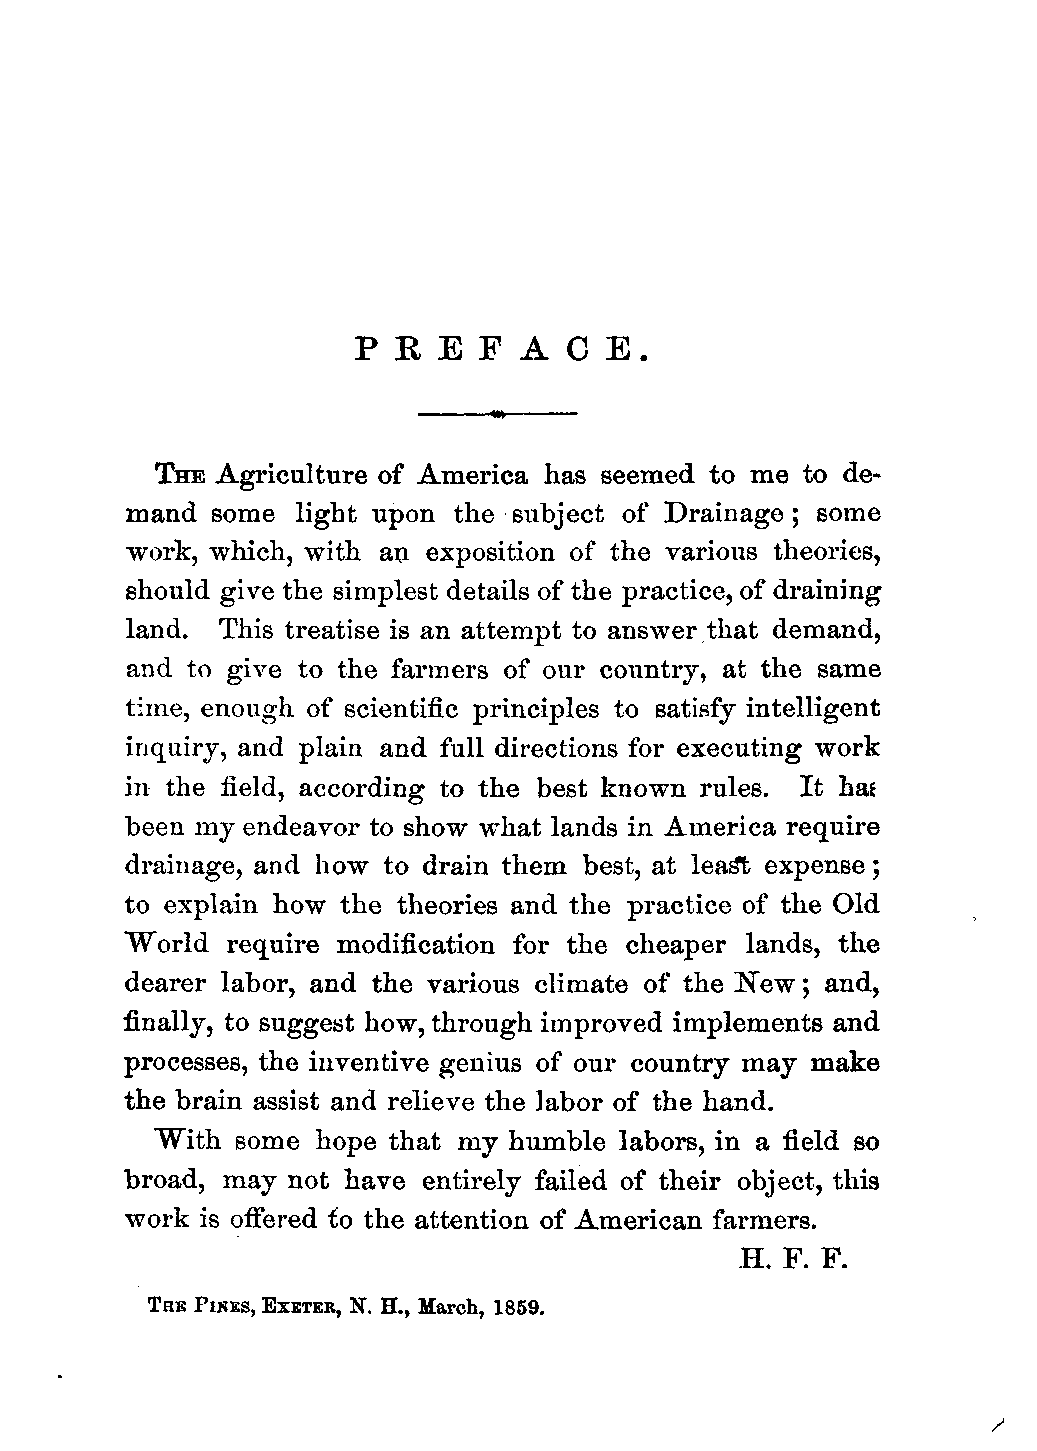 PREFACE.
THE Agriculture of America has seemed to me to de-
mand some light upon the subject of Drainage; some
work, which, with an exposition of the various theories,
should give the simplest details of the practice, of draining
land. This treatise is an attempt to answer that demand,
and to give to the farmers of our country, at the same
time, enough of scientific principles to satisfy intelligent
inquiry, and plain and full directions for executing work
in the field, according to the best known rules. It has
been my endeavor to show what lands in America require
drainage, and how to drain them best, at least expense;
to explain how the theories and the practice of the Old
World require modification for the cheaper lands, the
dearer labor, and the various climate of the New; and,
finally, to suggest how, through improved implements and
processes, the inventive genius of our country may make
the brain assist and relieve the labor of the hand.
With some hope that my humble labors, in a field so
broad, may not have entirely failed of their object, this
work is offered to the attention of American farmers.
H. F. F.
THE PINES, EXETER, N. H., March, 1859.